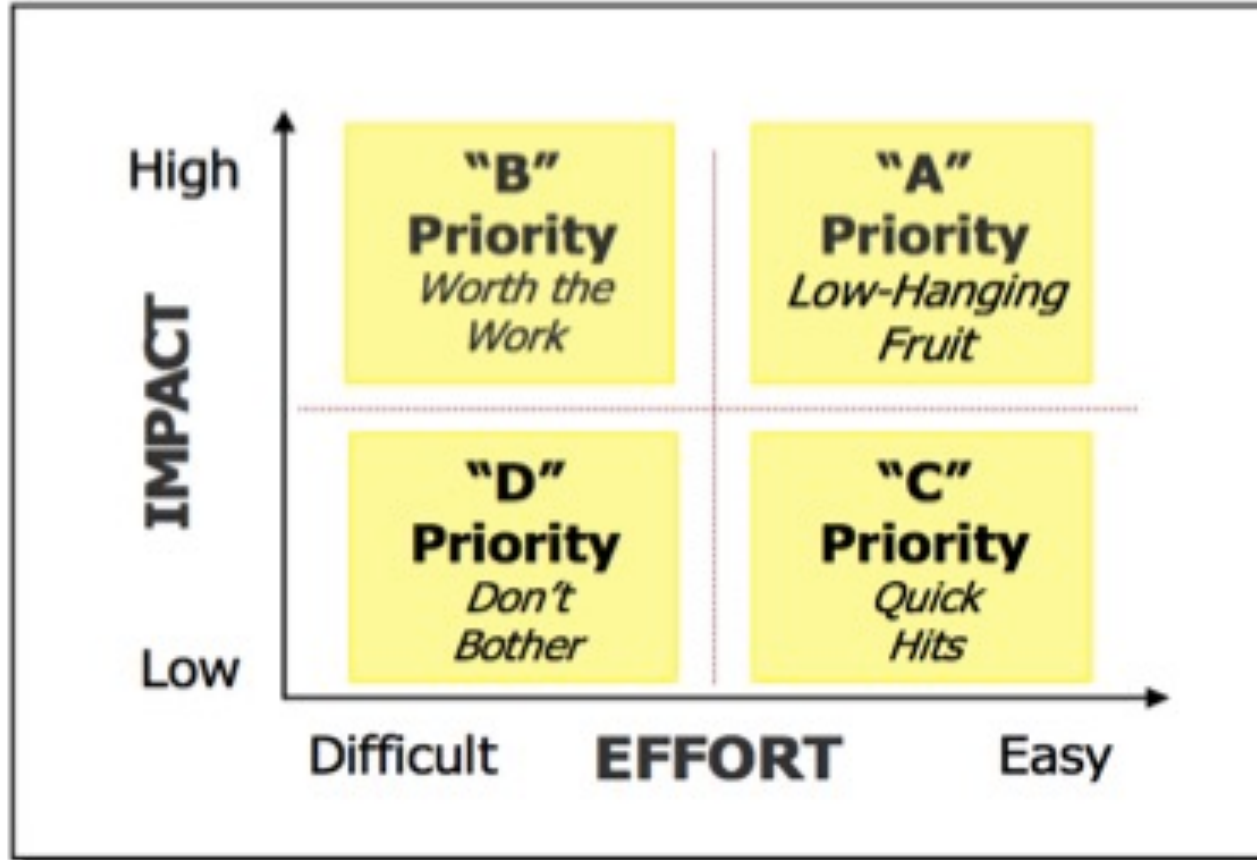 High
IMPACT
Low
“B”
Priority
Worth the
Work
“A”
Priority
Low-Hanging
Fruit
“D”
Priority
Don’t
Bother
“C”
Priority
Quick
Hits
Difficult
EFFORT
Easy